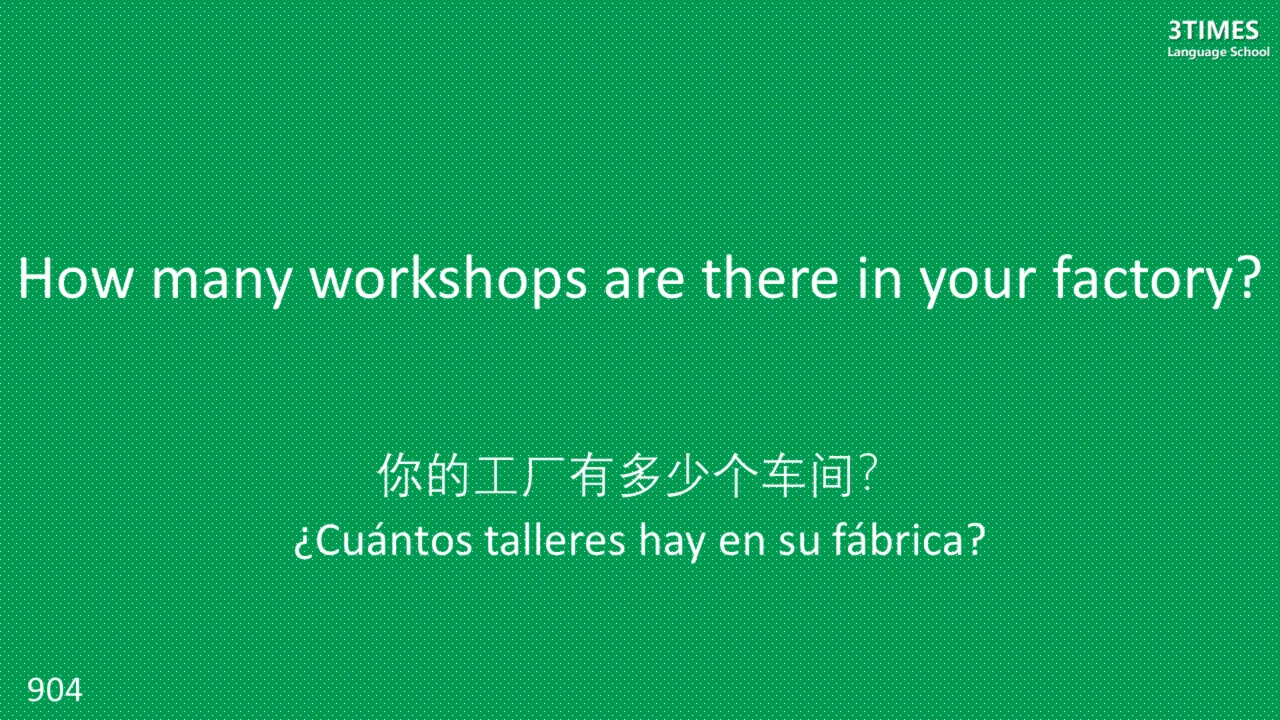 3TIMES
Language School
How many workshops are there in your factory?
你的工厂有多少个车间?
¿Cuántos talleres hay en su fábrica?
904